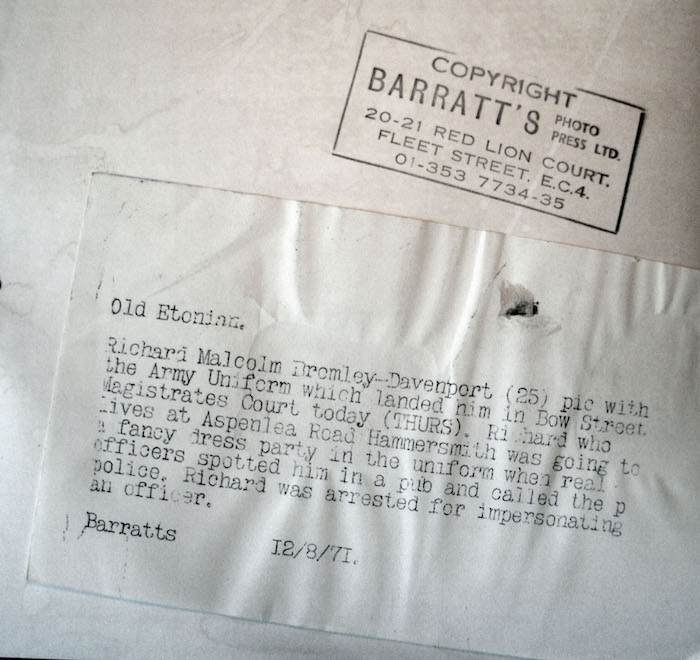 COPYRIGHT
BARRATT'S PHOTO PRESS LTD.
20-21 RED LION COURT.
FLEET STREET, E.C.4.
01-353 7734-35
Old Etonian.
Richard Malcolm Bromley-Davenport (25) pic with
the Army Uniform which landed him in Bow Street
Magistrates Court today (THURS). Richard who
lives at Aspenlea Road Hammersmith was going to
a fancy dress party in the uniform when real
officers spotted him in a pub and called the p
police. Richard was arrested for impersonating
an officer.
Barratts
12/8/71.